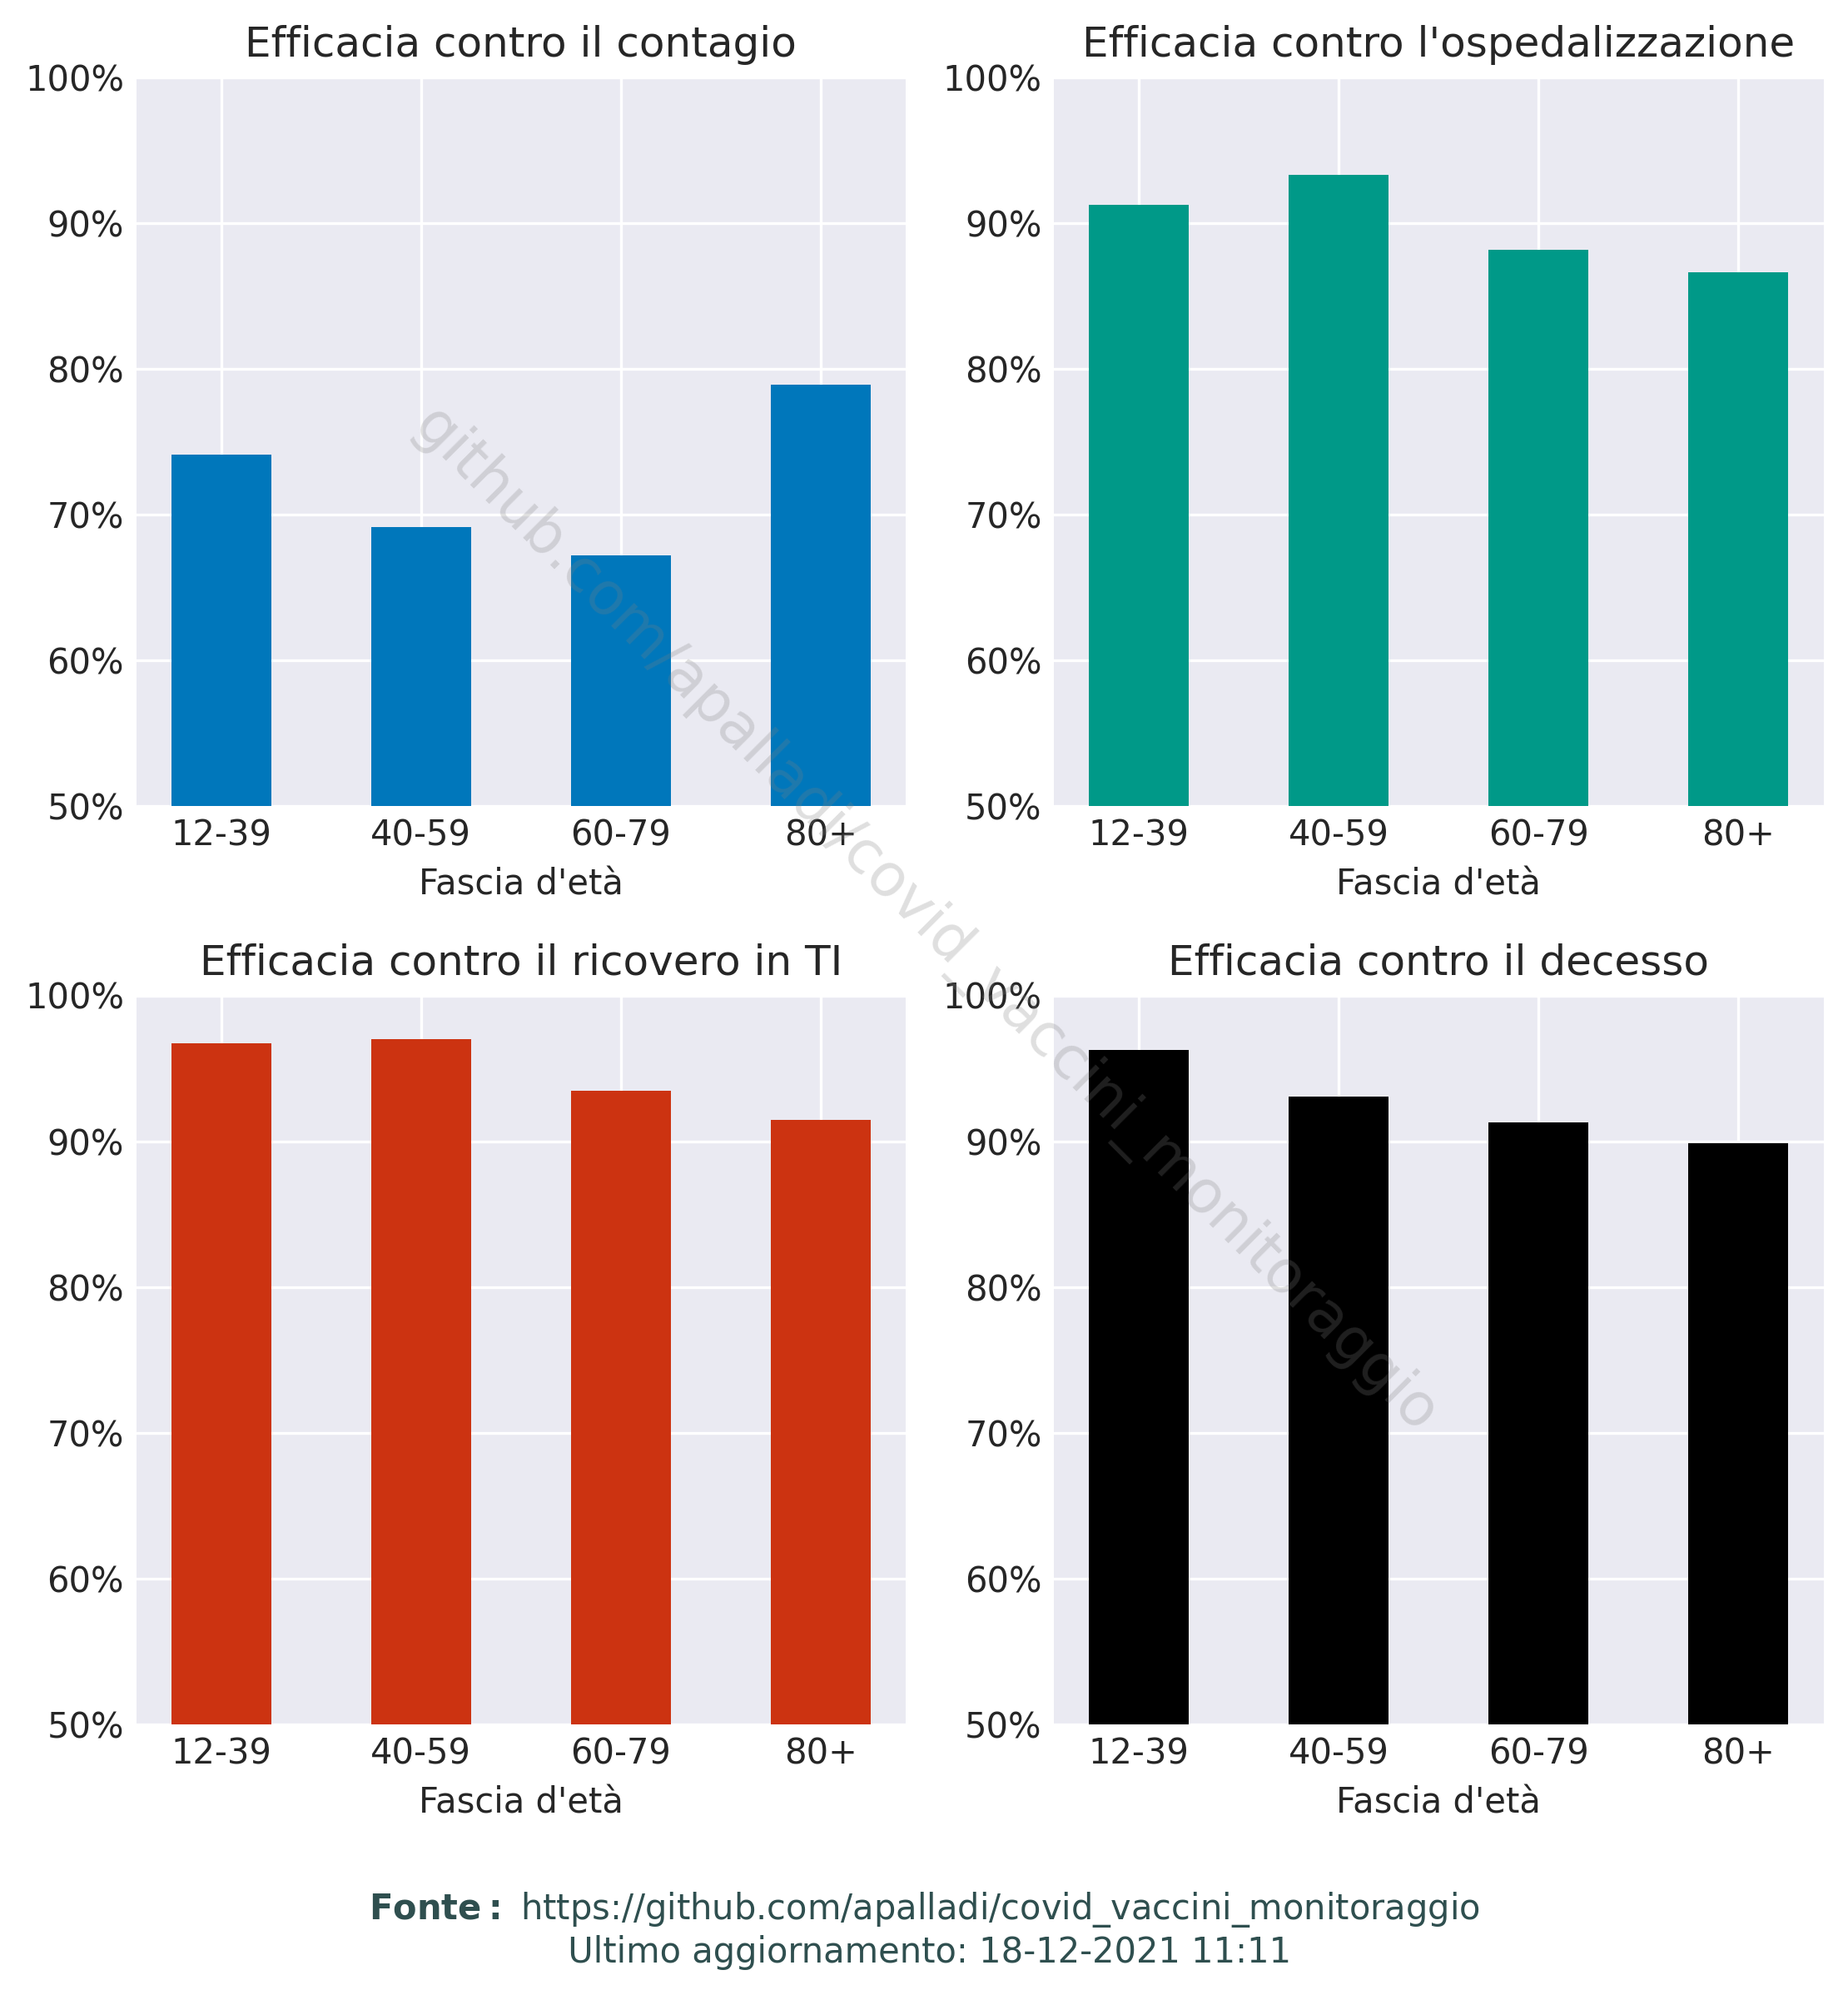 Efficacia contro il contagio
100%
90%
80%
70%
60%
50%
12-39 40-59 60-79 80+
Fascia d'età
Efficacia contro l'ospedalizzazione
100%
90%
80%
70%
60%
50%
12-39 40-59 60-79 80+
Fascia d'età
Efficacia contro il ricovero in TI
100%
90%
80%
70%
60%
50%
12-39 40-59 60-79 80+
Fascia d'età
Efficacia contro il decesso
100%
90%
80%
70%
60%
50%
12-39 40-59 60-79 80+
Fascia d'età
github.com/apalladi/covid_vaccini_monitoraggio
Fonte: https://github.com/apalladi/covid_vaccini_monitoraggio
Ultimo aggiornamento: 18-12-2021 11:11